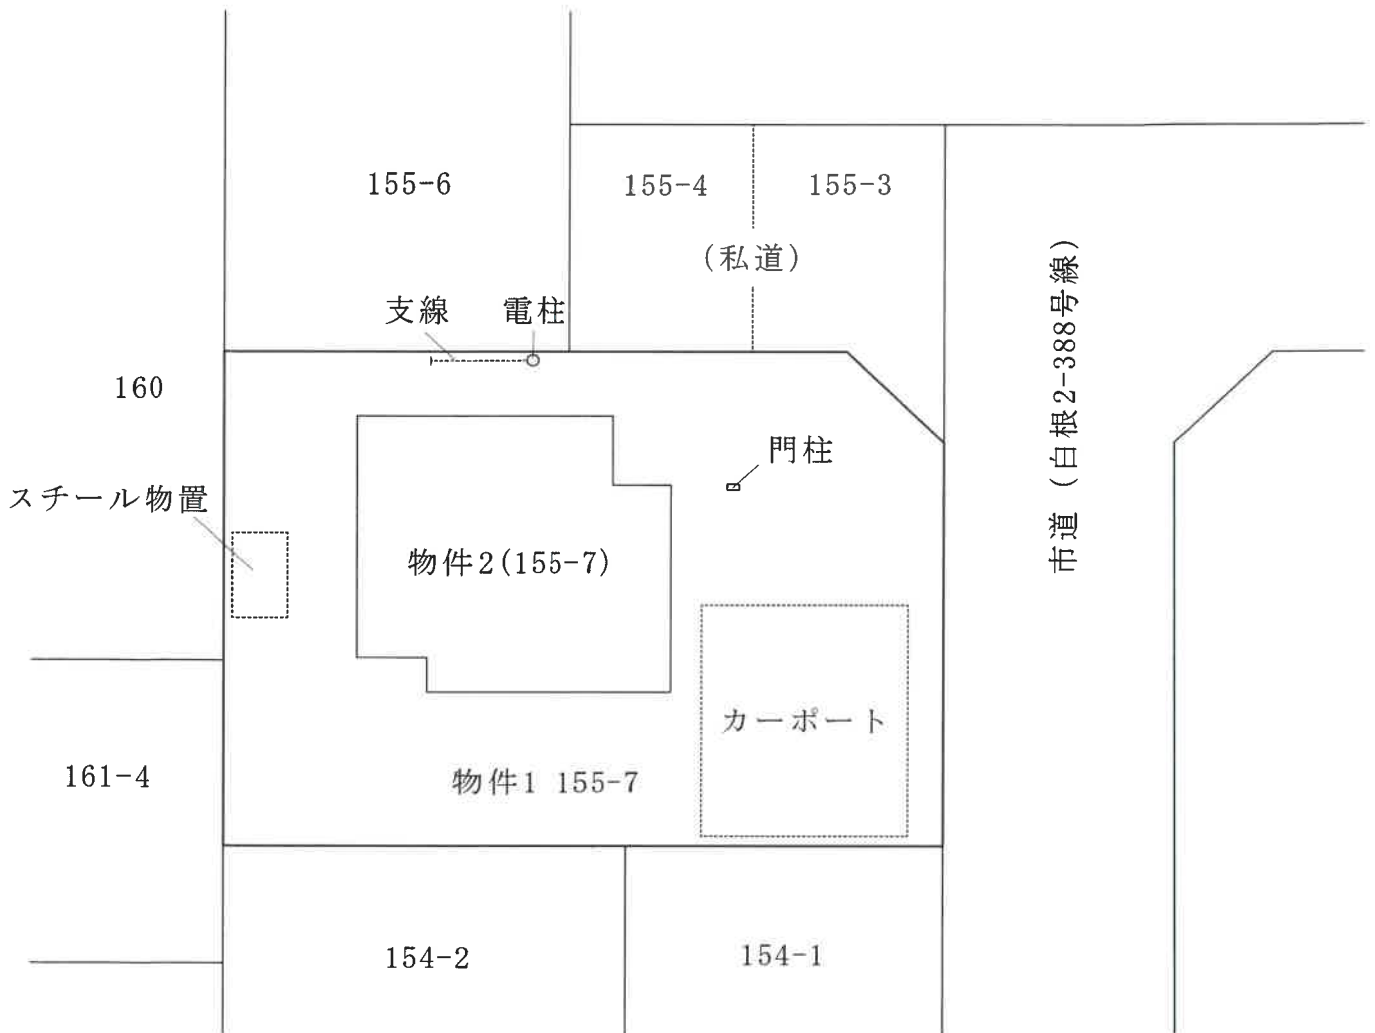 155-6
155-4
155-3
(私道)
支線
電柱
160
門柱
市道 (白根2-388号線)
スチール物置
物件2(155-7)
カーポート
161-4
物件1 155-7
154-2
154-1